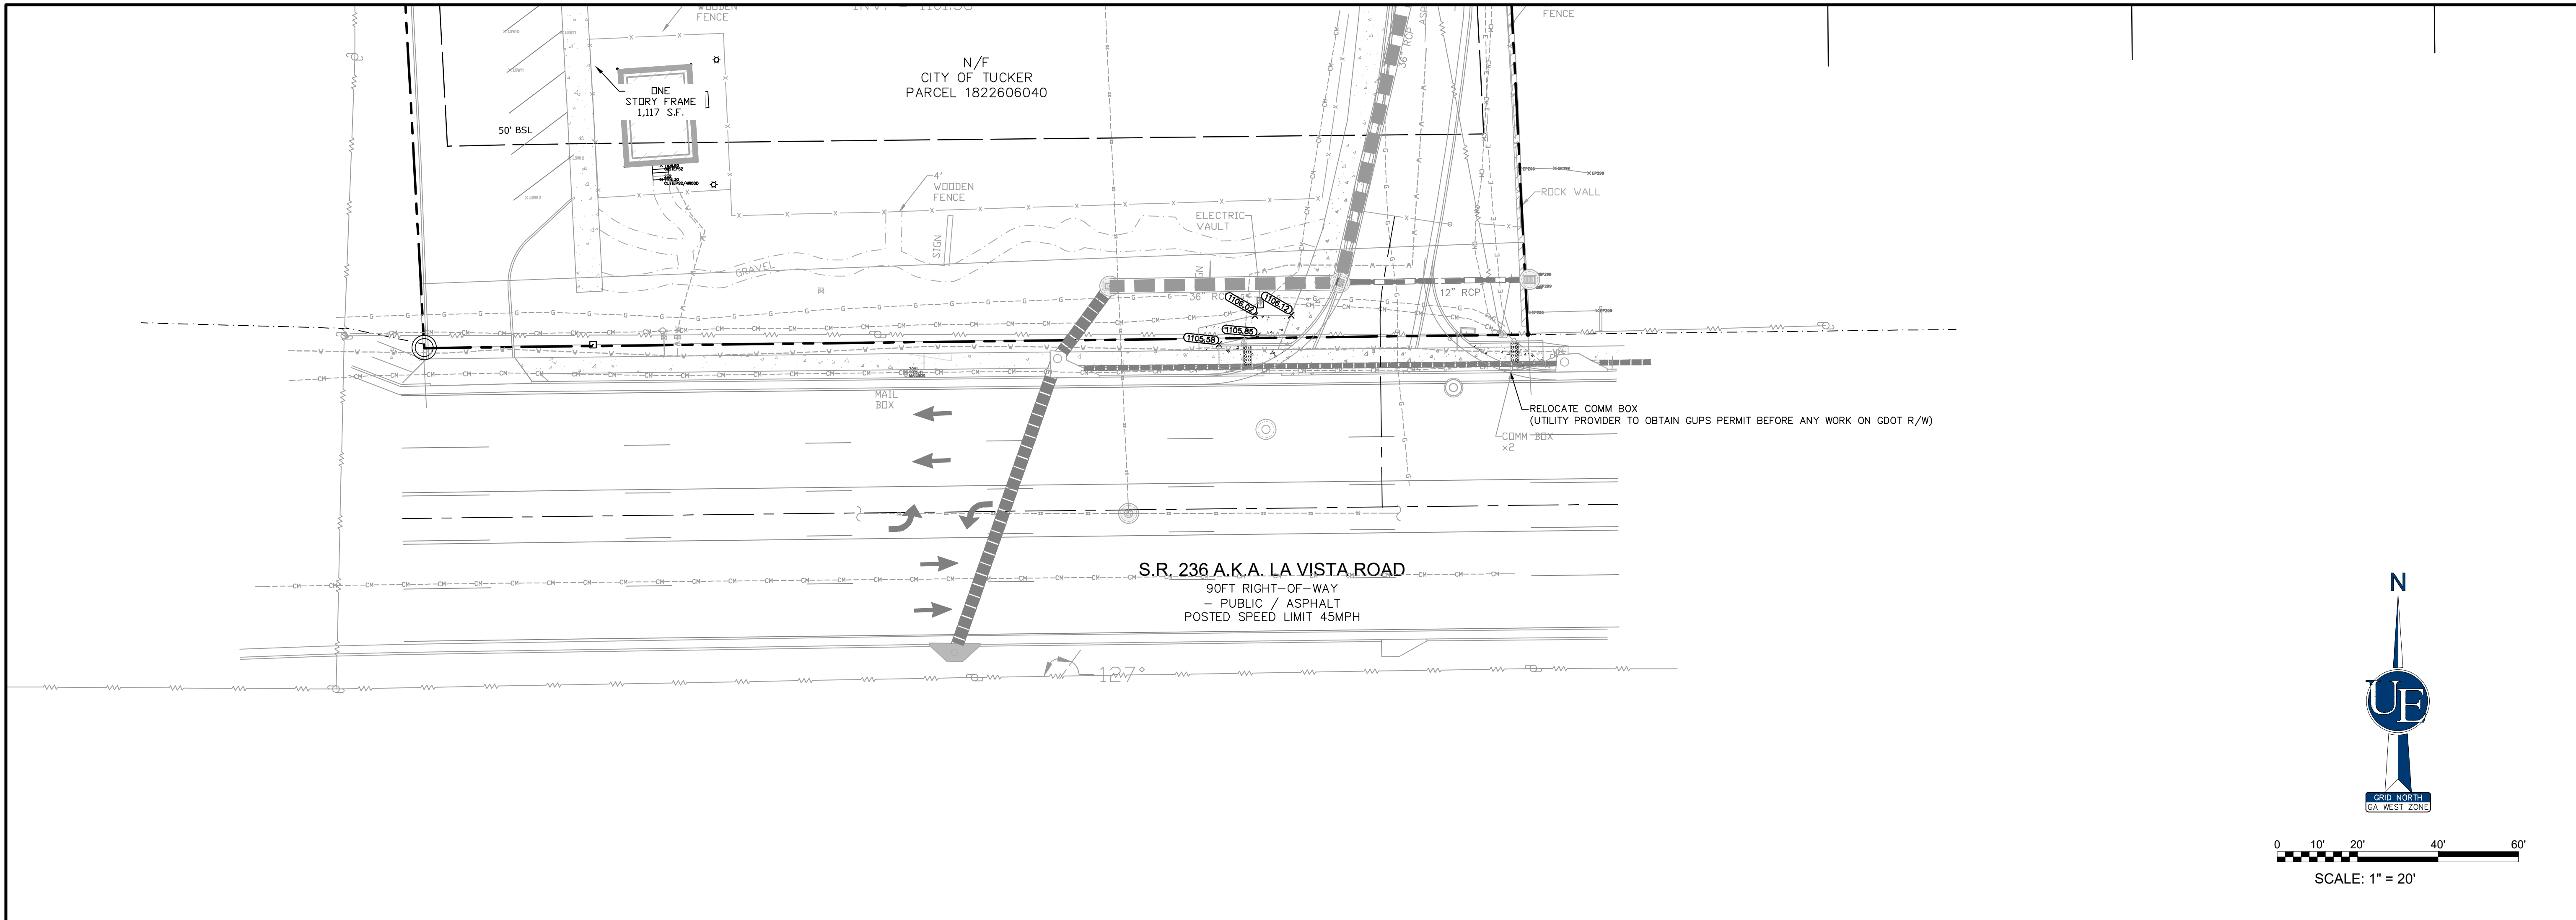 WOODEN
FENCE
FENCE
N/F
CITY OF TUCKER
PARCEL 1822606040
36" RCP
ONE
STORY FRAME
1,117 S.F.
50' BSL
4'
WOODEN
FENCE
ROCK WALL
ELECTRIC
VAULT
SIGN
GRAVEL
36" RCP
12" RCP
1106.02
1106.12
1105.85
1105.58
MAIL
BOX
RELOCATE COMM BOX
(UTILITY PROVIDER TO OBTAIN GUPS PERMIT BEFORE ANY WORK ON GDOT R/W)
COMM BOX
x2
S.R. 236 A.K.A. LA VISTA ROAD
90FT RIGHT-OF-WAY
- PUBLIC / ASPHALT
POSTED SPEED LIMIT 45MPH
127°
N
UE
GRID NORTH
GA WEST ZONE
0 10' 20' 40' 60'
SCALE: 1" = 20'